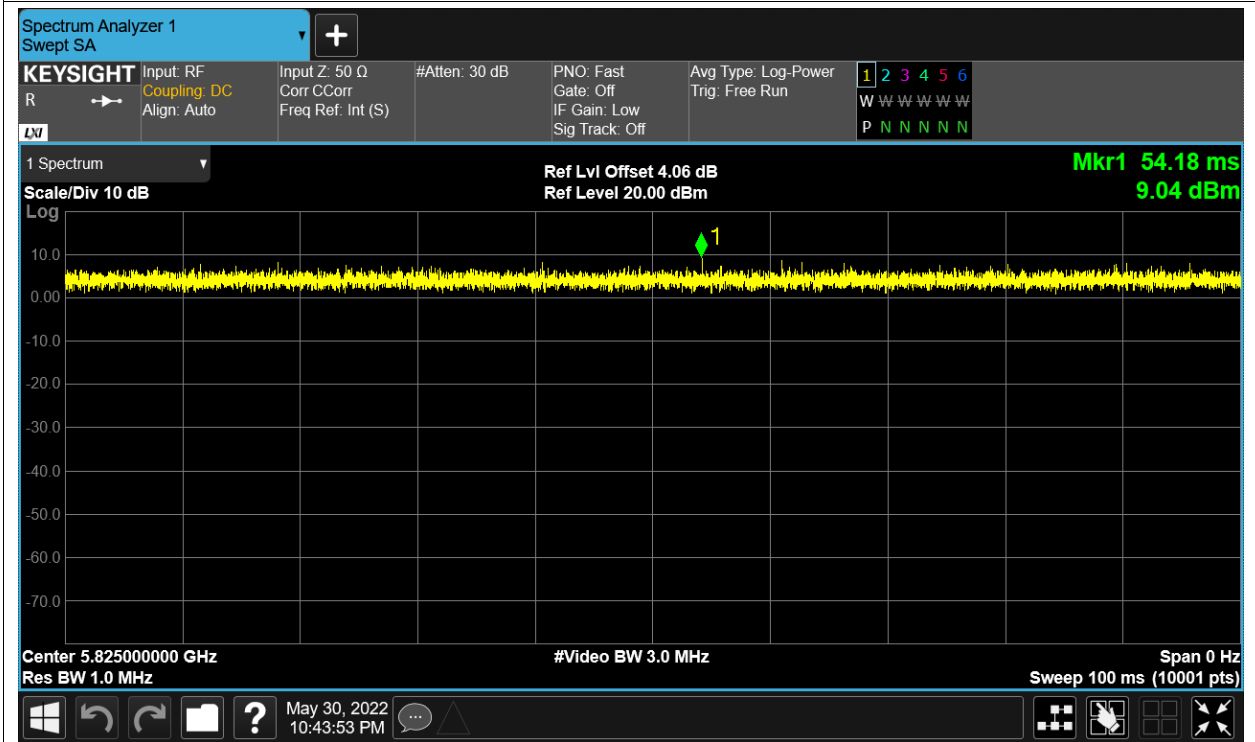 Spectrum Analyzer 1
Swept SA
+
KEYSIGHT
R
LXI
Input: RF
Coupling: DC
Align: Auto
Input Z: 50 Ω
Corr CCorr
Freq Ref: Int (S)
#Atten: 30 dB
PNO: Fast
Gate: Off
IF Gain: Low
Sig Track: Off
Avg Type: Log-Power
Trig: Free Run
1 2 3 4 5 6
W W W W W W
P N N N N N
1 Spectrum
Scale/Div 10 dB
Log
Ref Lvl Offset 4.06 dB
Ref Level 20.00 dBm
Mkr1 54.18 ms
9.04 dBm
1
10.0
0.00
-10.0
-20.0
-30.0
-40.0
-50.0
-60.0
-70.0
Center 5.825000000 GHz
Res BW 1.0 MHz
#Video BW 3.0 MHz
Span 0 Hz
Sweep 100 ms (10001 pts)
?
May 30, 2022
10:43:53 PM